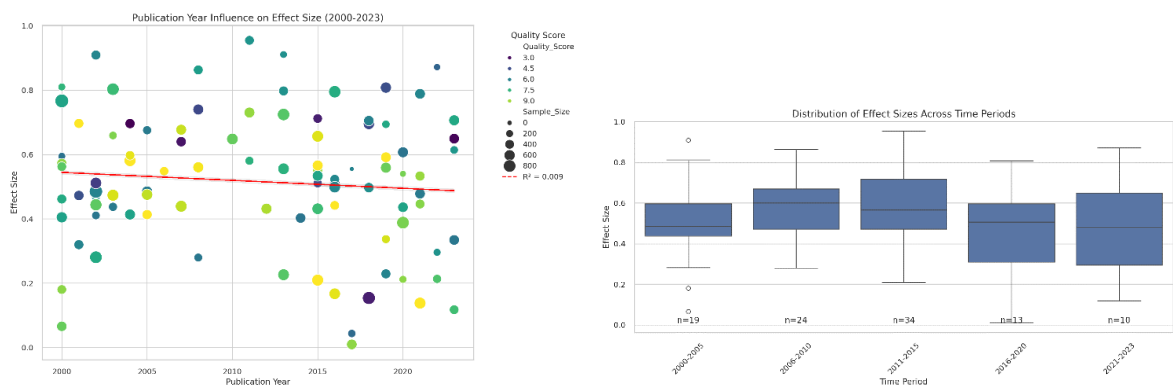 Publication Year Influence on Effect Size (2000-2023)
1.0
0.8
0.6
0.4
0.2
0.0
Effect Size
2000
2005
2010
2015
2020
Publication Year
Quality Score
Quality_Score
3.0
4.5
6.0
7.5
9.0
Sample_Size
0
200
400
600
800
R² = 0.009
Distribution of Effect Sizes Across Time Periods
1.0
0.8
0.6
0.4
0.2
0.0
Effect Size
n=19
n=24
n=34
n=13
n=10
2000-2005
2006-2010
2011-2015
2016-2020
2021-2023
Time Period